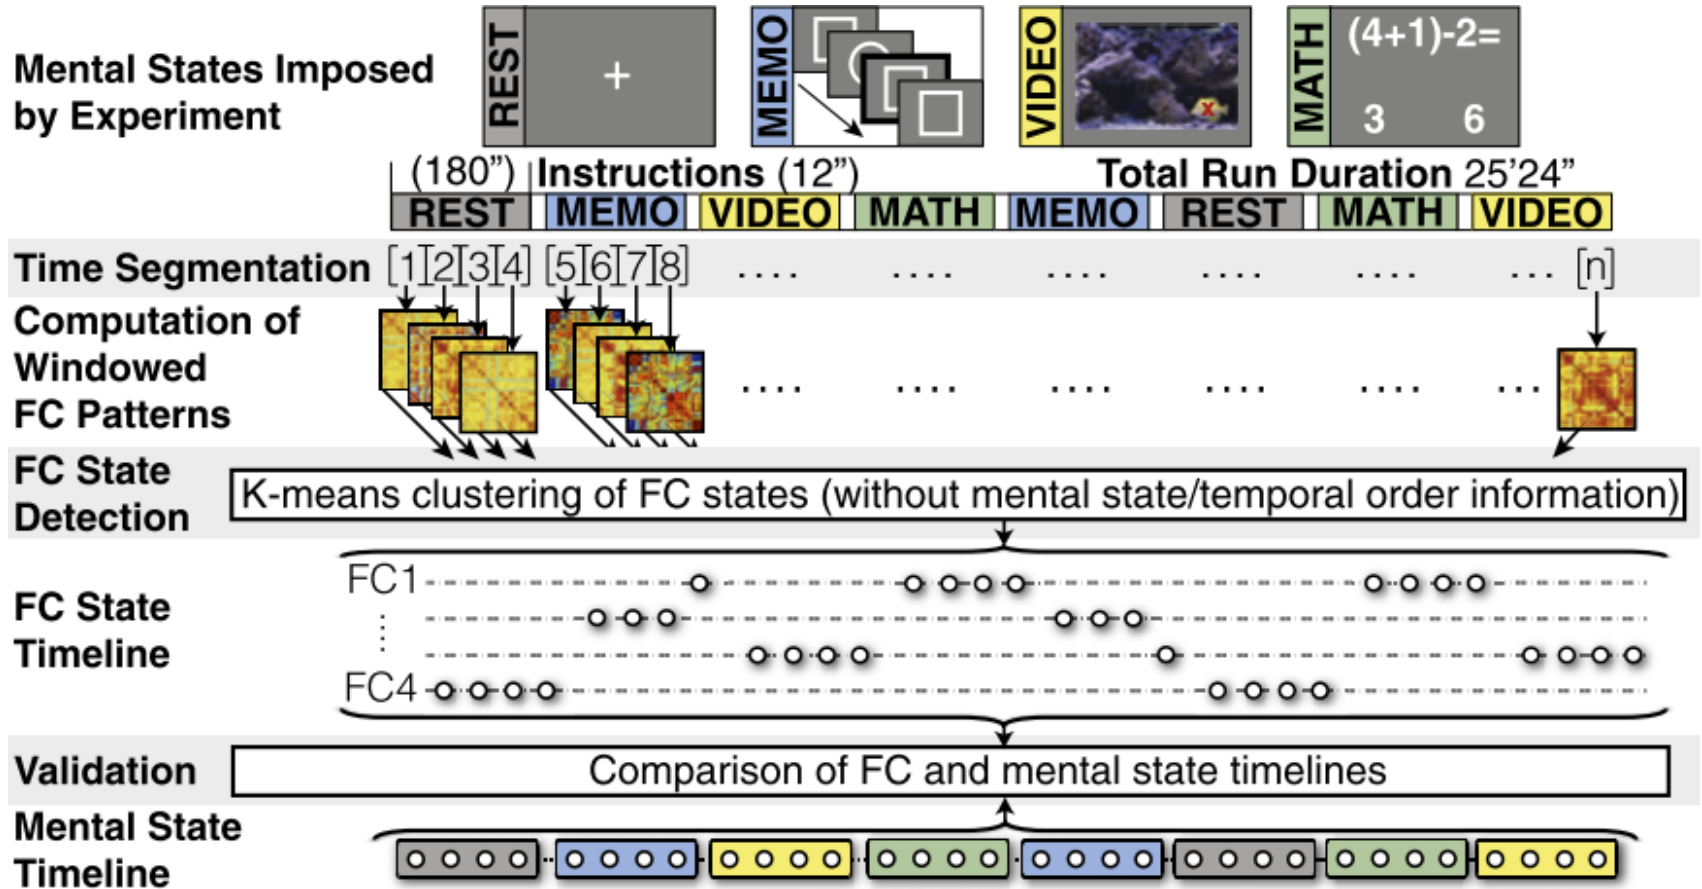 Mental States Imposed
by Experiment
REST
+
MEMO
VIDEO
X
MATH
(4+1)-2=
3 6
(180”) Instructions (12”) Total Run Duration 25’24”
REST MEMO VIDEO MATH MEMO REST MATH VIDEO
Time Segmentation [1][2][3][4] [5][6][7][8] .... .... .... .... .... ... [n]
Computation of
Windowed
FC Patterns
.... .... .... .... .... ...
FC State
Detection
K-means clustering of FC states (without mental state/temporal order information)
FC State
Timeline
FC1
FC4
Validation
Comparison of FC and mental state timelines
Mental State
Timeline